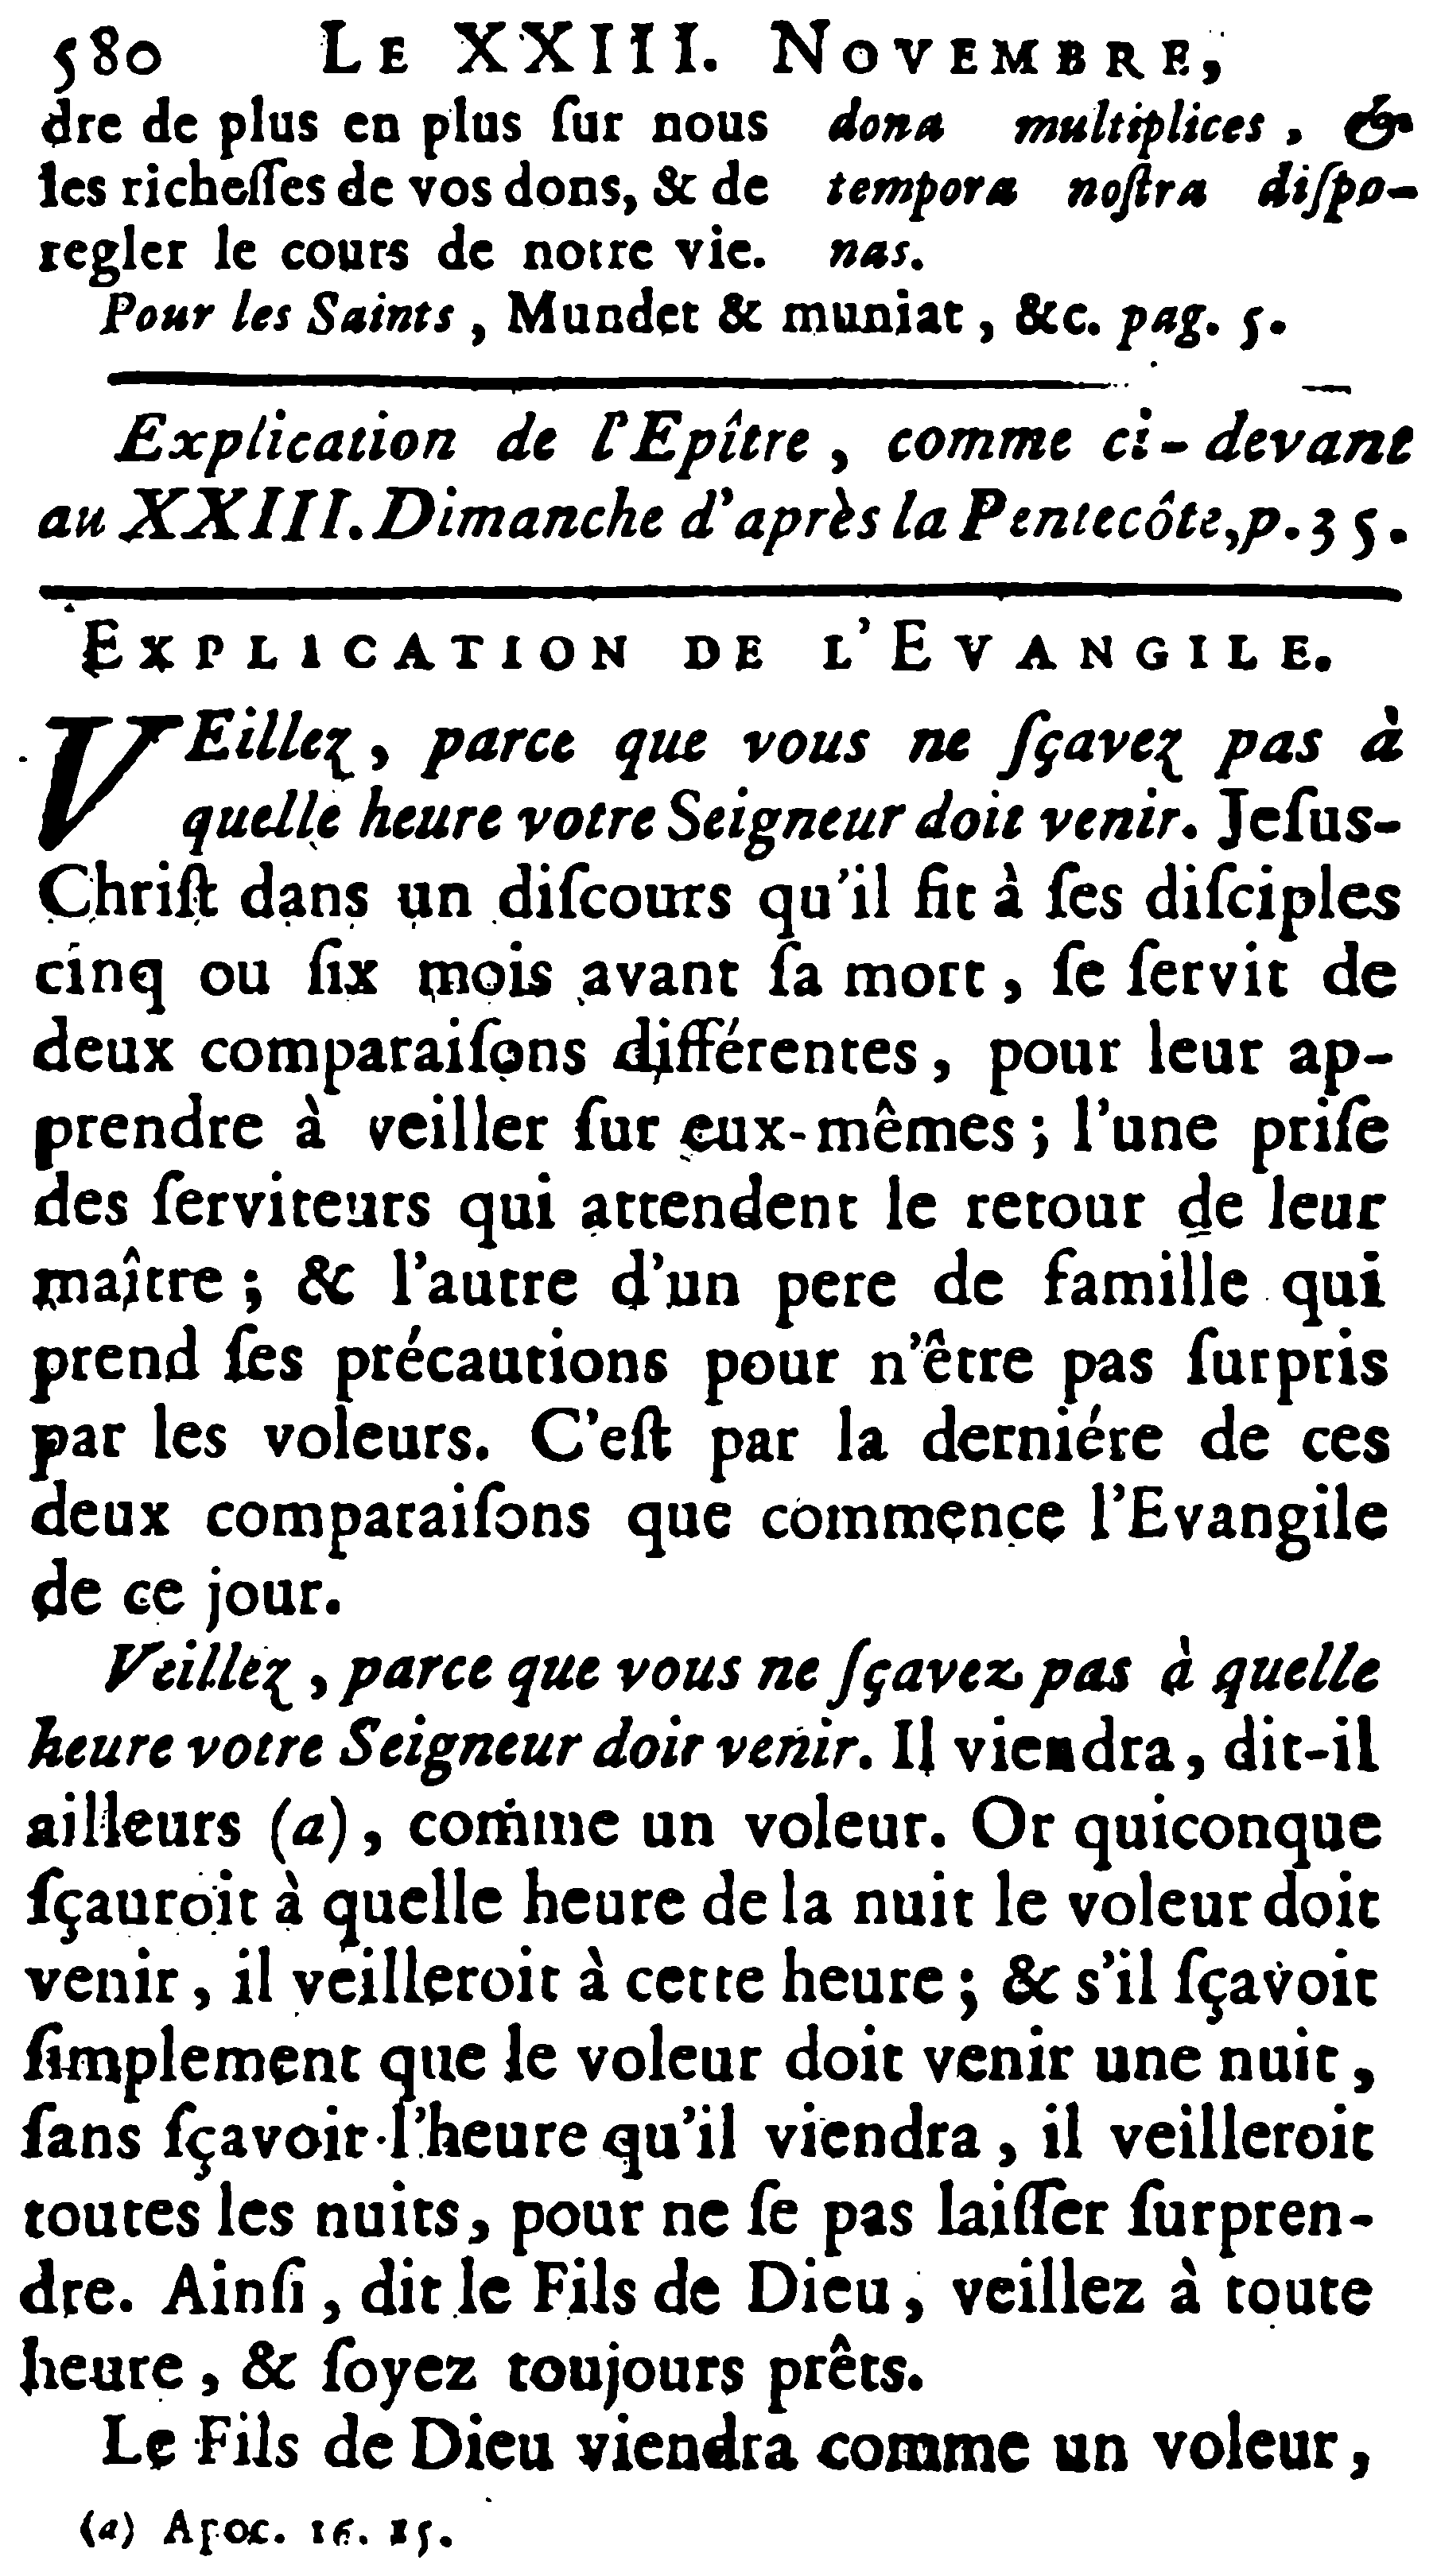 580 LE XXIII. NOVEMBRE,
dre de plus en plus ſur nous
les richeſſes de vos dons, & de
regler le cours de notre vie.
dona multiplices, &
tempora noſtra diſpo-
nas.
Pour les Saints, Mundet & muniat, &c. pag. 5.
Explication de l'Epître, comme ci-devant
au XXIII. Dimanche d'après la Pentecôte, p. 35.
EXPLICATION DE L'EVANGILE.
VEillez, parce que vous ne ſçavez pas à
quelle heure votre Seigneur doit venir. Jeſus-
Chriſt dans un diſcours qu'il fit à ſes diſciples
cinq ou ſix mois avant ſa mort, ſe ſervit de
deux comparaiſons différentes, pour leur ap-
prendre à veiller ſur eux-mêmes; l'une priſe
des ſerviteurs qui attendent le retour de leur
maître; & l'autre d'un pere de famille qui
prend ſes précautions pour n'être pas ſurpris
par les voleurs. C'eſt par la derniére de ces
deux comparaiſons que commence l'Evangile
de ce jour.
Veillez, parce que vous ne ſçavez pas à quelle
heure votre Seigneur doit venir. Il viendra, dit-il
ailleurs (a), comme un voleur. Or quiconque
ſçauroit à quelle heure de la nuit le voleur doit
venir, il veilleroit à cette heure; & s'il ſçavoit
ſimplement que le voleur doit venir une nuit,
ſans ſçavoir l'heure qu'il viendra, il veilleroit
toutes les nuits, pour ne ſe pas laiſſer ſurpren-
dre. Ainſi, dit le Fils de Dieu, veillez à toute
heure, & ſoyez toujours prêts.
Le Fils de Dieu viendra comme un voleur,
(a) Apoc. 16. 15.